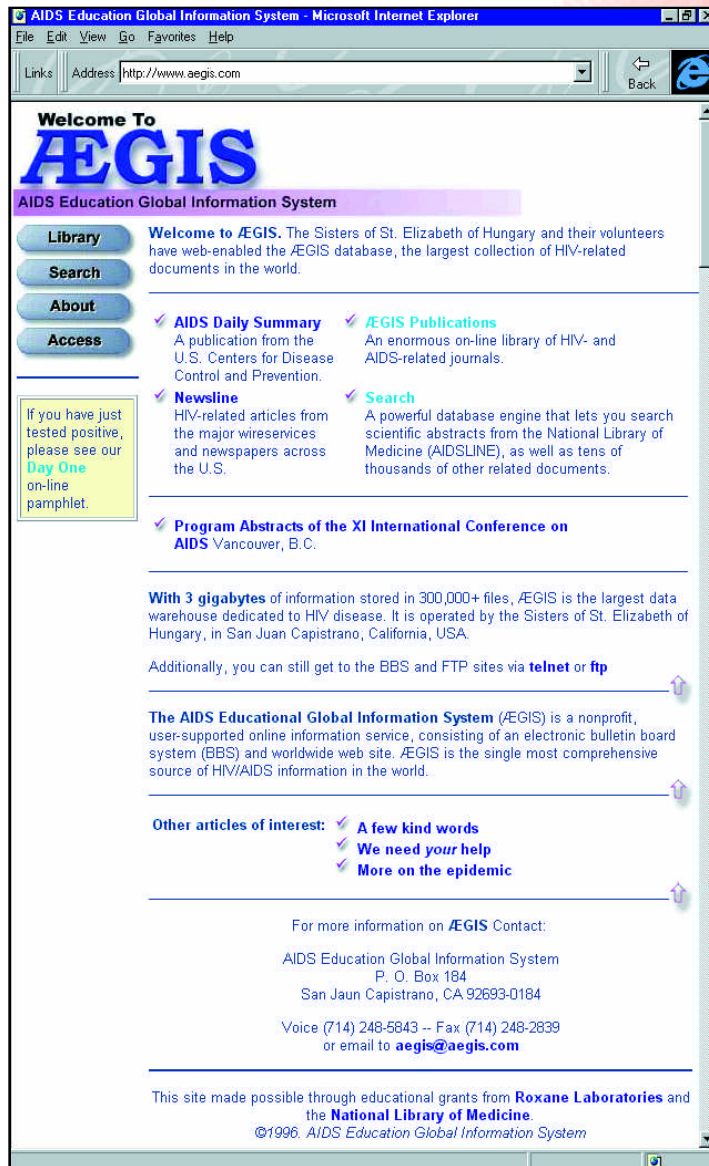 AIDS Education Global Information System - Microsoft Internet Explorer
File Edit View Go Favorites Help
Links Address http://www.aegis.com Back
Welcome To
ÆGIS
AIDS Education Global Information System
Library
Search
About
Access
If you have just
tested positive,
please see our
Day One
on-line
pamphlet.
Welcome to ÆGIS. The Sisters of St. Elizabeth of Hungary and their volunteers
have web-enabled the ÆGIS database, the largest collection of HIV-related
documents in the world.
AIDS Daily Summary
A publication from the
U.S. Centers for Disease
Control and Prevention.
ÆGIS Publications
An enormous on-line library of HIV- and
AIDS-related journals.
Newsline
HIV-related articles from
the major wireservices
and newspapers across
the U.S.
Search
A powerful database engine that lets you search
scientific abstracts from the National Library of
Medicine (AIDSLINE), as well as tens of
thousands of other related documents.
Program Abstracts of the XI International Conference on
AIDS Vancouver, B.C.
With 3 gigabytes of information stored in 300,000+ files, ÆGIS is the largest data
warehouse dedicated to HIV disease. It is operated by the Sisters of St. Elizabeth of
Hungary, in San Juan Capistrano, California, USA.
Additionally, you can still get to the BBS and FTP sites via telnet or ftp
The AIDS Educational Global Information System (ÆGIS) is a nonprofit,
user-supported online information service, consisting of an electronic bulletin board
system (BBS) and worldwide web site. ÆGIS is the single most comprehensive
source of HIV/AIDS information in the world.
Other articles of interest:
A few kind words
We need your help
More on the epidemic
For more information on ÆGIS Contact:
AIDS Education Global Information System
P. O. Box 184
San Jaun Capistrano, CA 92693-0184
Voice (714) 248-5843 -- Fax (714) 248-2839
or email to aegis@aegis.com
This site made possible through educational grants from Roxane Laboratories and
the National Library of Medicine.
©1996. AIDS Education Global Information System